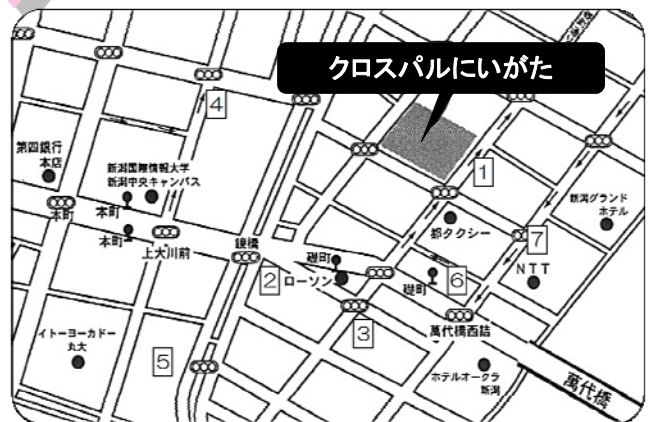 クロスパルにいがた
4
第四銀行
本店
新潟国際情報大学
新潟中央キャンパス
本町
本町
本町
上大川前
鏡橋
1
都タクシー
新潟グランド
ホテル
7
NTT
礎町
2
ローソン
礎町
6
3
萬代橋西詰
イトーヨーカドー
丸大
5
ホテルオークラ
新潟
萬代橋